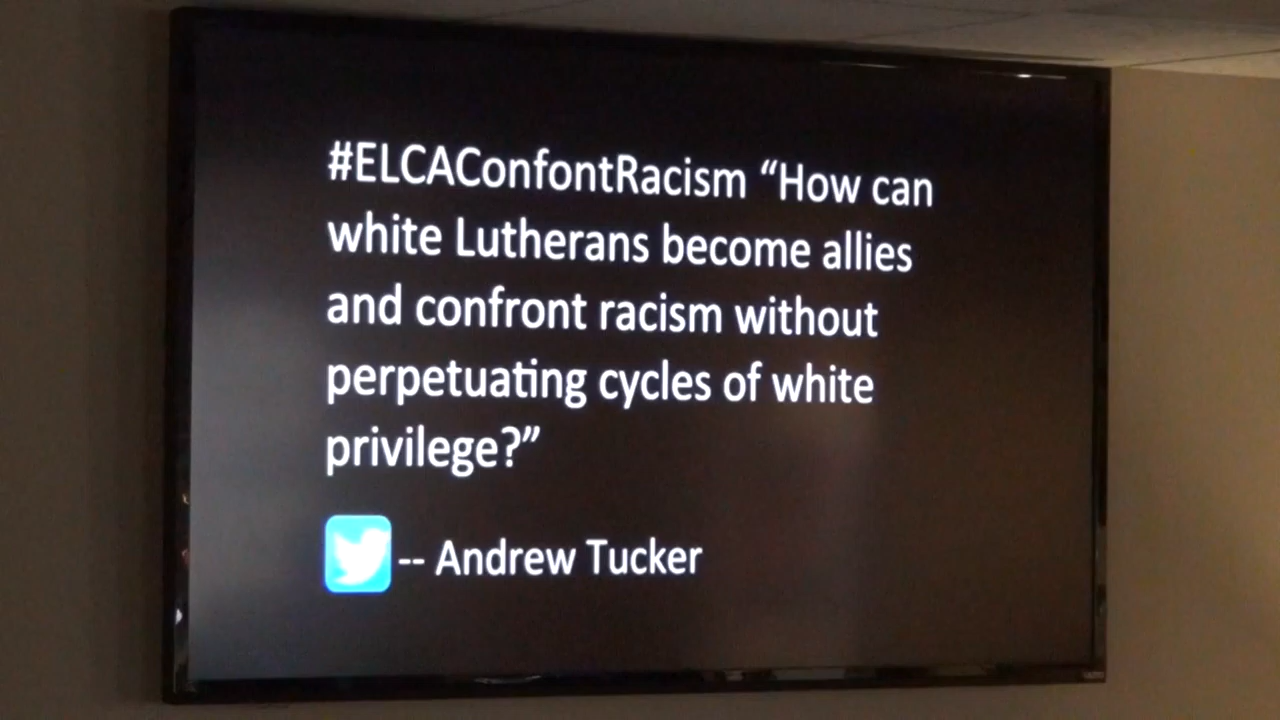 #ELCAConfontRacism “How can
white Lutherans become allies
and confront racism without
perpetuating cycles of white
privilege?”
-- Andrew Tucker